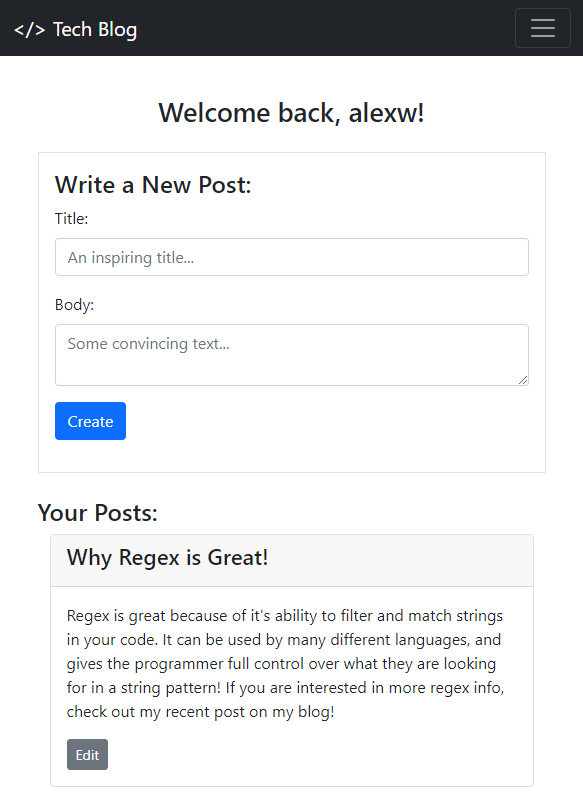 </> Tech Blog
Welcome back, alexw!
Write a New Post:
Title:
An inspiring title...
Body:
Some convincing text...
Create
Your Posts:
Why Regex is Great!
Regex is great because of it's ability to filter and match strings
in your code. It can be used by many different languages, and
gives the programmer full control over what they are looking
for in a string pattern! If you are interested in more regex info,
check out my recent post on my blog!
Edit